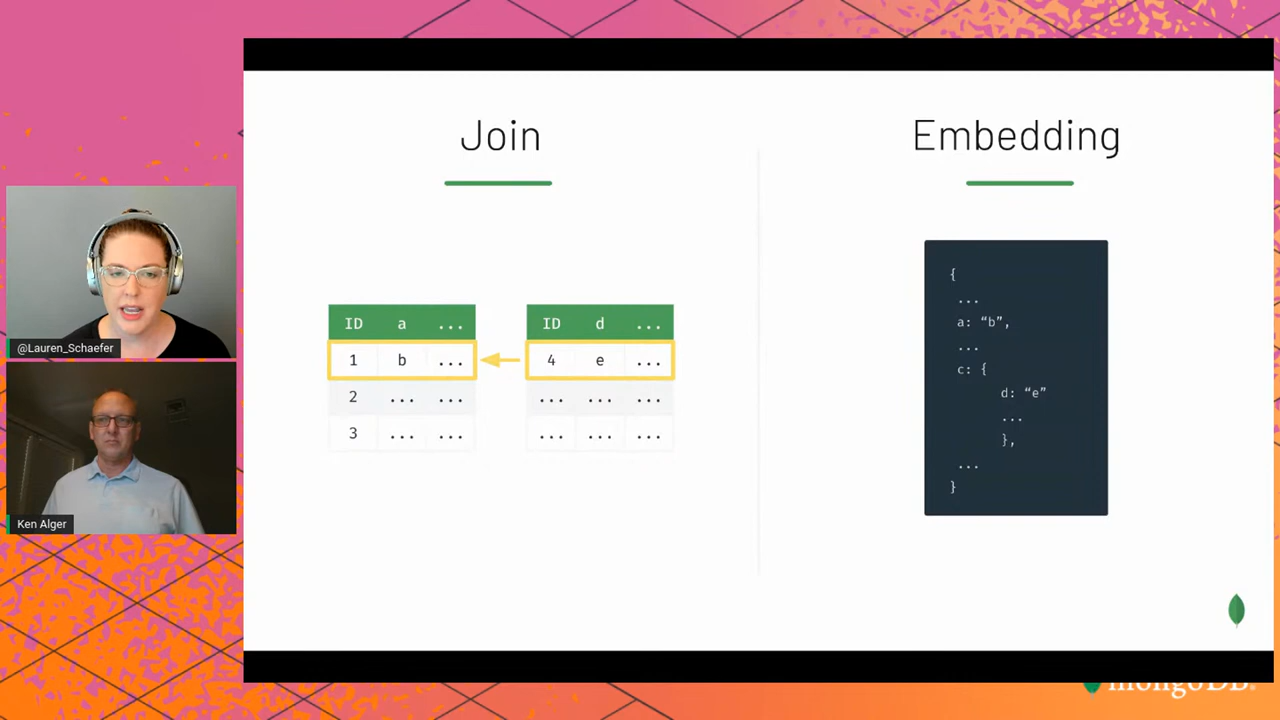 Join
Embedding
ID a ... ID d ...
1 b ... 4 e ...
2 ... ... ... ... ...
3 ... ... ... ... ...
{
...
a: “b”,
...
c: {
d: “e”
...
},
...
}
@Lauren_Schaefer
Ken Alger
mongoDB®